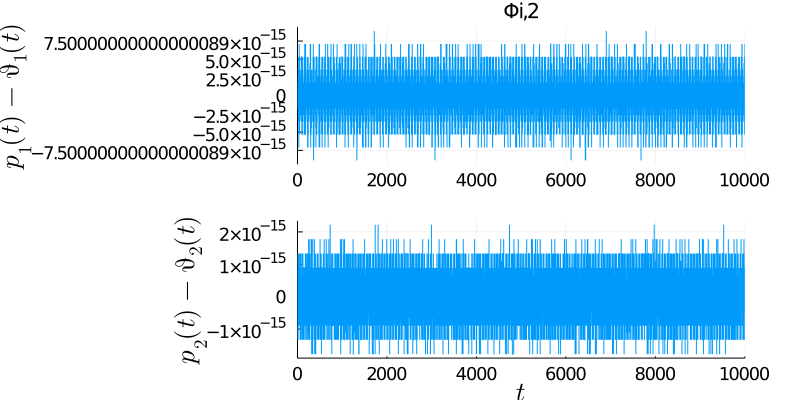 Φi,2
p₁(t) − ϑ₁(t)
7.500000000000000089×10⁻¹⁵
5.0×10⁻¹⁵
2.5×10⁻¹⁵
0
−2.5×10⁻¹⁵
−5.0×10⁻¹⁵
−7.500000000000000089×10⁻¹⁵
0 2000 4000 6000 8000 10000
p₂(t) − ϑ₂(t)
2×10⁻¹⁵
1×10⁻¹⁵
0
−1×10⁻¹⁵
0 2000 4000 6000 8000 10000
t